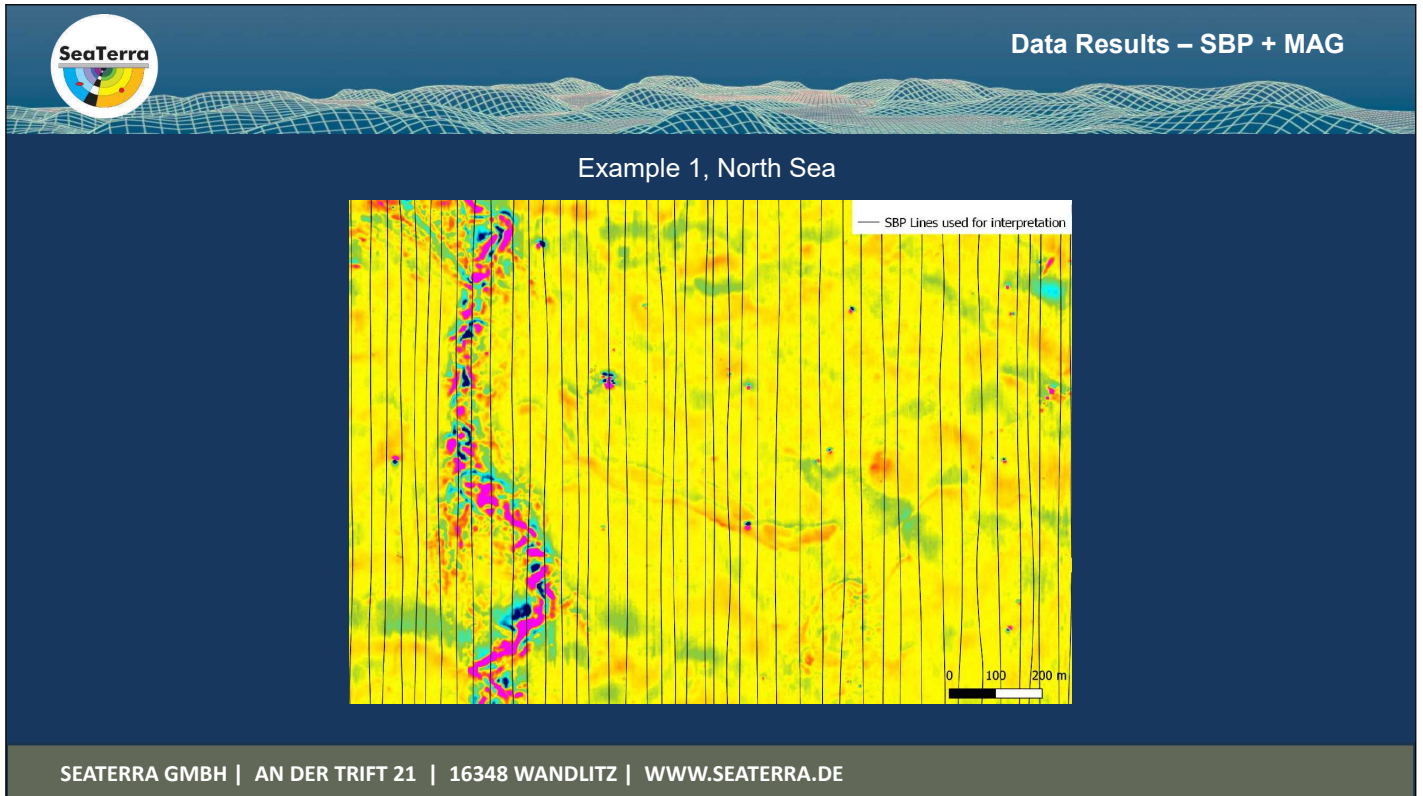 SeaTerra
Data Results – SBP + MAG
Example 1, North Sea
SBP Lines used for interpretation
0 100 200 m
SEATERRA GMBH | AN DER TRIFT 21 | 16348 WANDLITZ | WWW.SEATERRA.DE